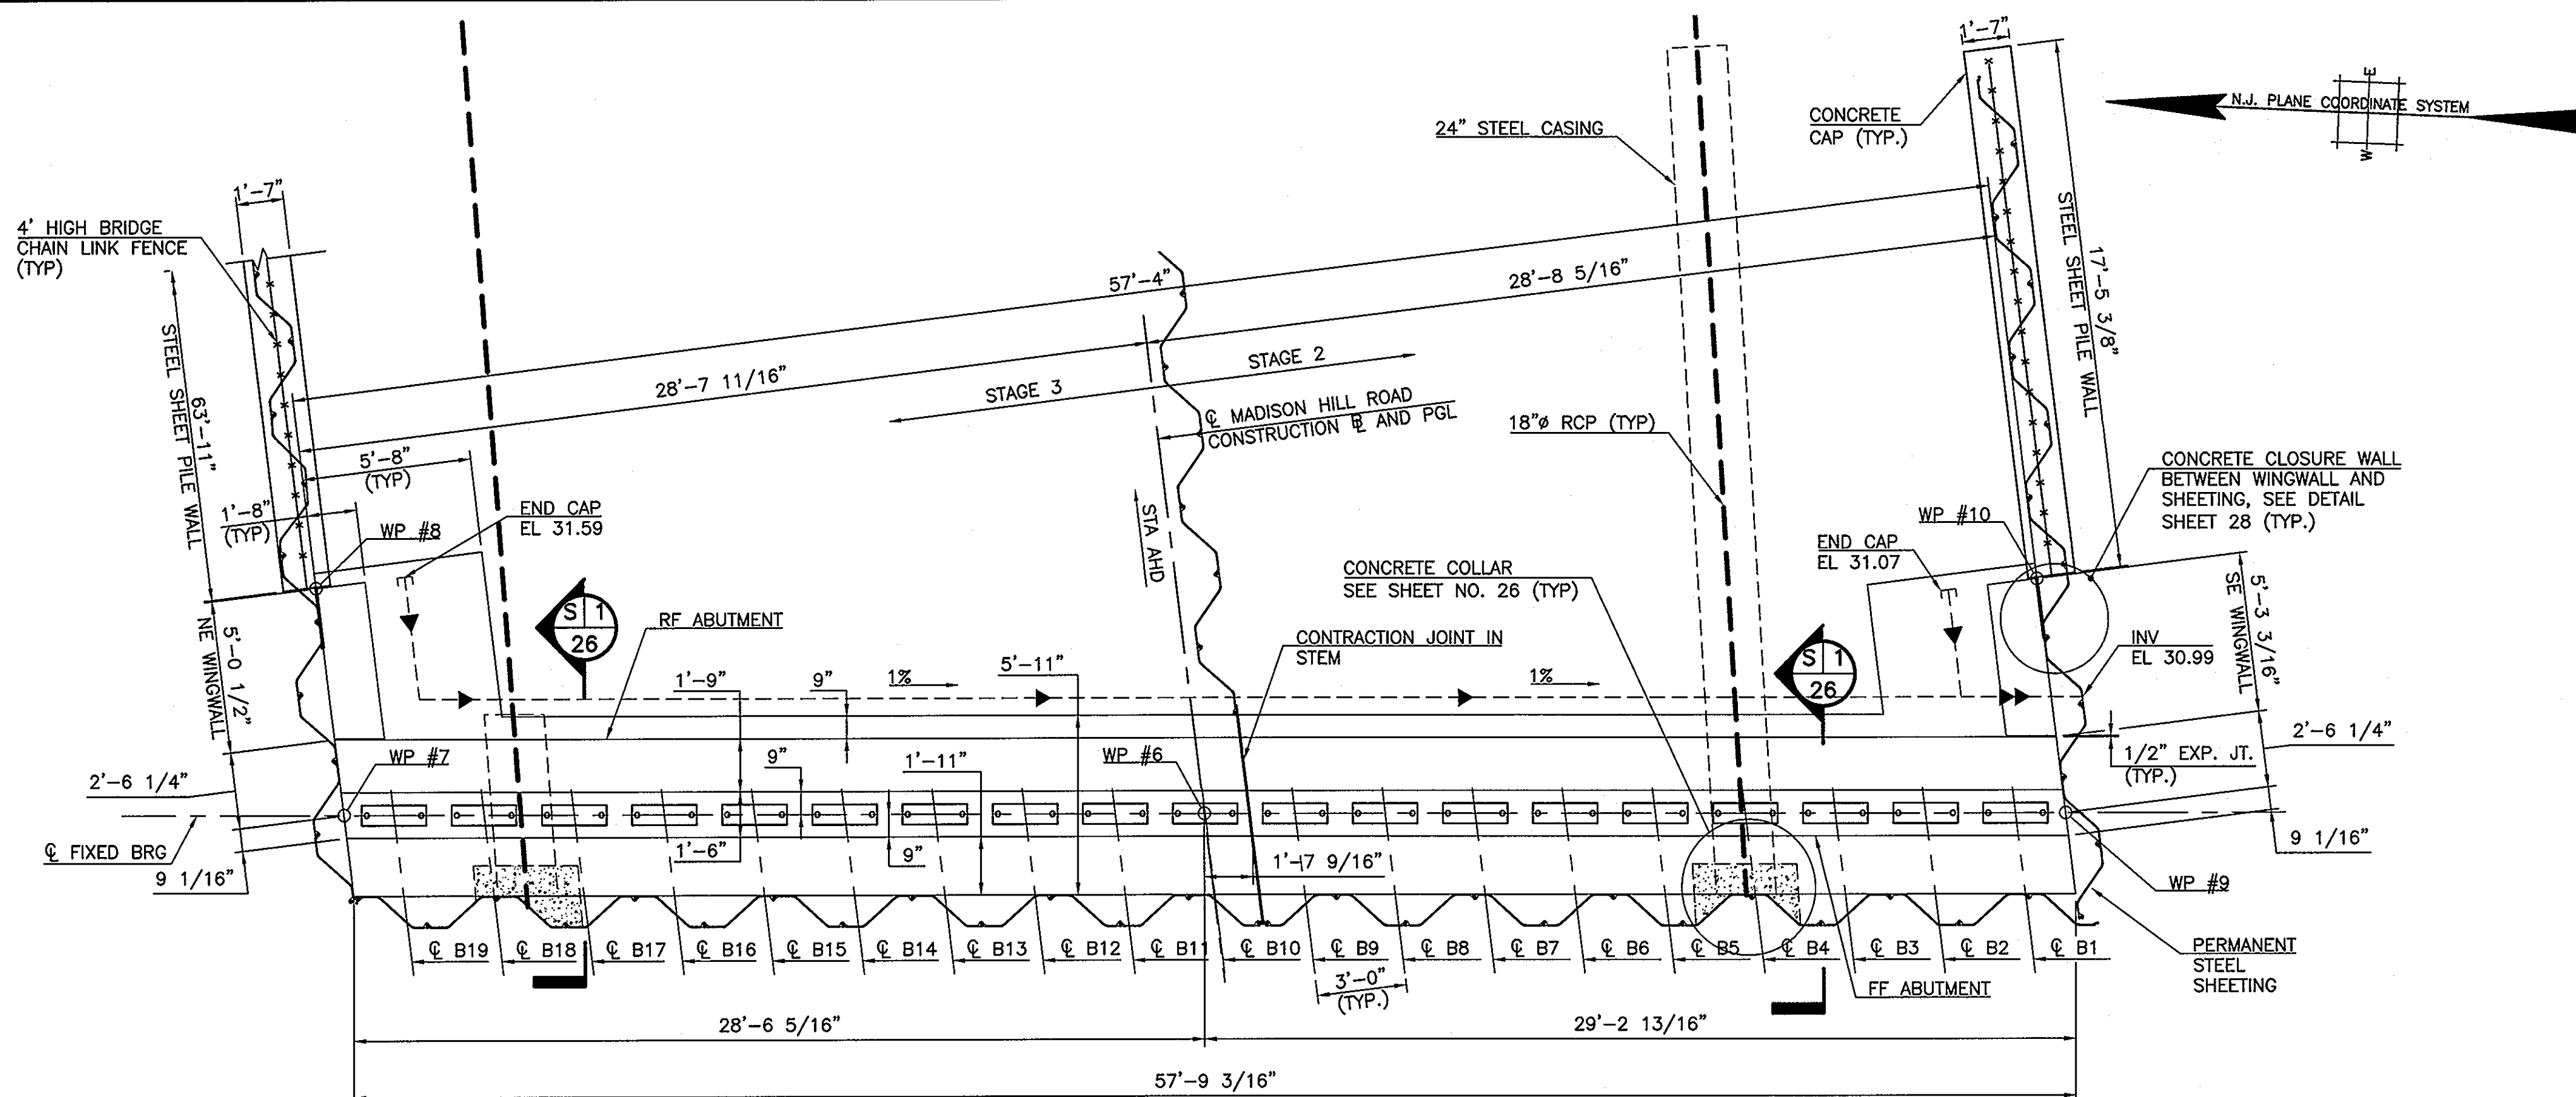 1'-7"
CONCRETE
CAP (TYP.)
24" STEEL CASING
E
N.J. PLANE COORDINATE SYSTEM
W
1'-7"
4' HIGH BRIDGE
CHAIN LINK FENCE
(TYP)
STEEL SHEET PILE WALL
17'-5 3/8"
57'-4"
28'-8 5/16"
STAGE 2
28'-7 11/16"
STAGE 3
℄ MADISON HILL ROAD
CONSTRUCTION BL AND PGL
18"ø RCP (TYP)
63'-11"
STEEL SHEET PILE WALL
5'-8"
(TYP)
1'-8"
(TYP)
END CAP
EL 31.59
WP #8
STA AHD
WP #10
CONCRETE CLOSURE WALL
BETWEEN WINGWALL AND
SHEETING, SEE DETAIL
SHEET 28 (TYP.)
END CAP
EL 31.07
CONCRETE COLLAR
SEE SHEET NO. 26 (TYP)
5'-0 1/2"
NE WINGWALL
S 1
26
RF ABUTMENT
CONTRACTION JOINT IN
STEM
S 1
26
INV
EL 30.99
5'-3 3/16"
SE WINGWALL
1'-9"
9"
1%
5'-11"
1%
2'-6 1/4"
WP #7
9"
1'-11"
WP #6
1/2" EXP. JT.
(TYP.)
2'-6 1/4"
℄ FIXED BRG
9 1/16"
1'-6"
9"
1'-7 9/16"
9 1/16"
WP #9
℄ B19
℄ B18
℄ B17
℄ B16
℄ B15
℄ B14
℄ B13
℄ B12
℄ B11
℄ B10
℄ B9
℄ B8
℄ B7
℄ B6
℄ B5
℄ B4
℄ B3
℄ B2
℄ B1
3'-0"
(TYP.)
FF ABUTMENT
PERMANENT
STEEL
SHEETING
28'-6 5/16"
29'-2 13/16"
57'-9 3/16"